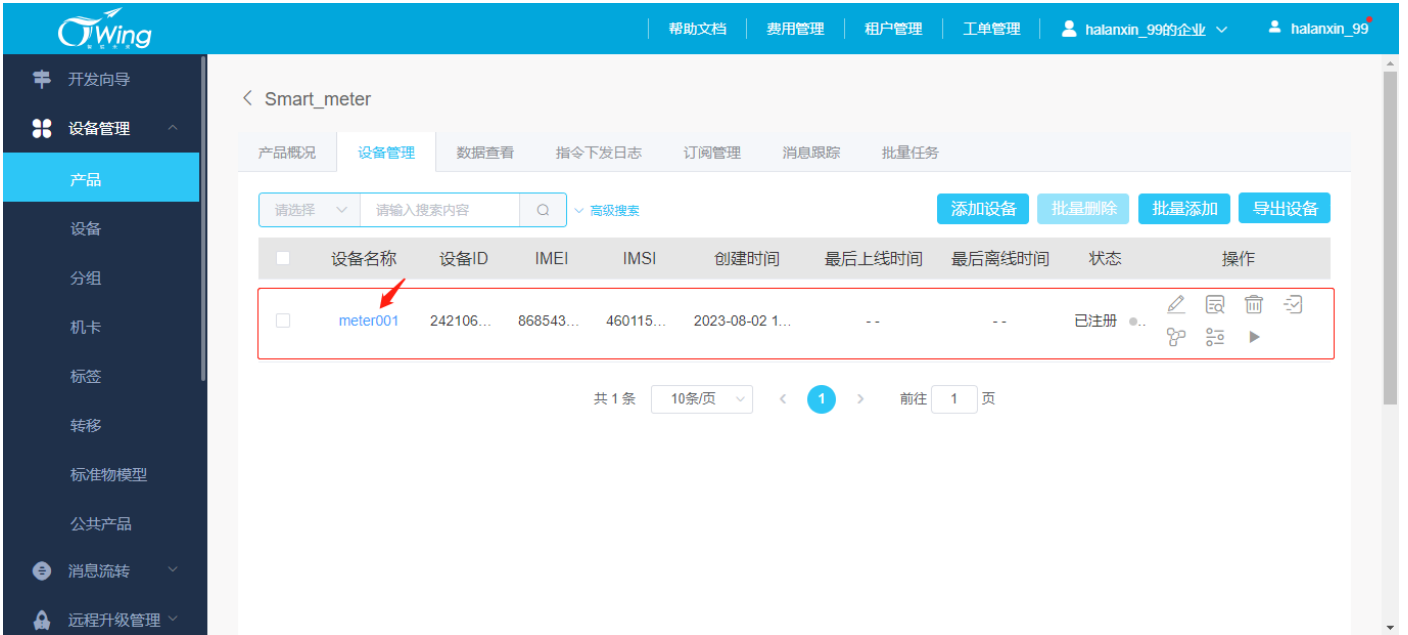 CTWing
帮助文档 费用管理 租户管理 工单管理 halanxin_99的企业 halanxin_99
开发向导
设备管理
产品
设备
分组
机卡
标签
转移
标准物模型
公共产品
消息流转
远程升级管理
Smart_meter
产品概况 设备管理 数据查看 指令下发日志 订阅管理 消息跟踪 批量任务
请选择 请输入搜索内容 高级搜索 添加设备 批量删除 批量添加 导出设备
设备名称 设备ID IMEI IMSI 创建时间 最后上线时间 最后离线时间 状态 操作
meter001 242106... 868543... 460115... 2023-08-02 1... - - - - 已注册 ..
共 1 条 10条/页 1 前往 1 页